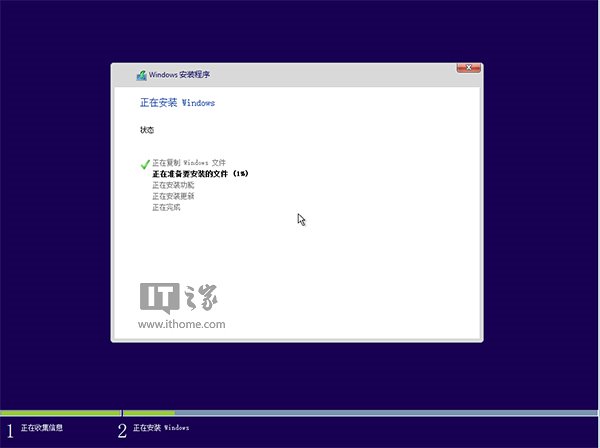 Windows 安装程序
正在安装 Windows
状态
正在复制 Windows 文件
正在准备要安装的文件 (1%)
正在安装功能
正在安装更新
正在完成
IT之家
www.ithome.com
1 正在收集信息
2 正在安装 Windows